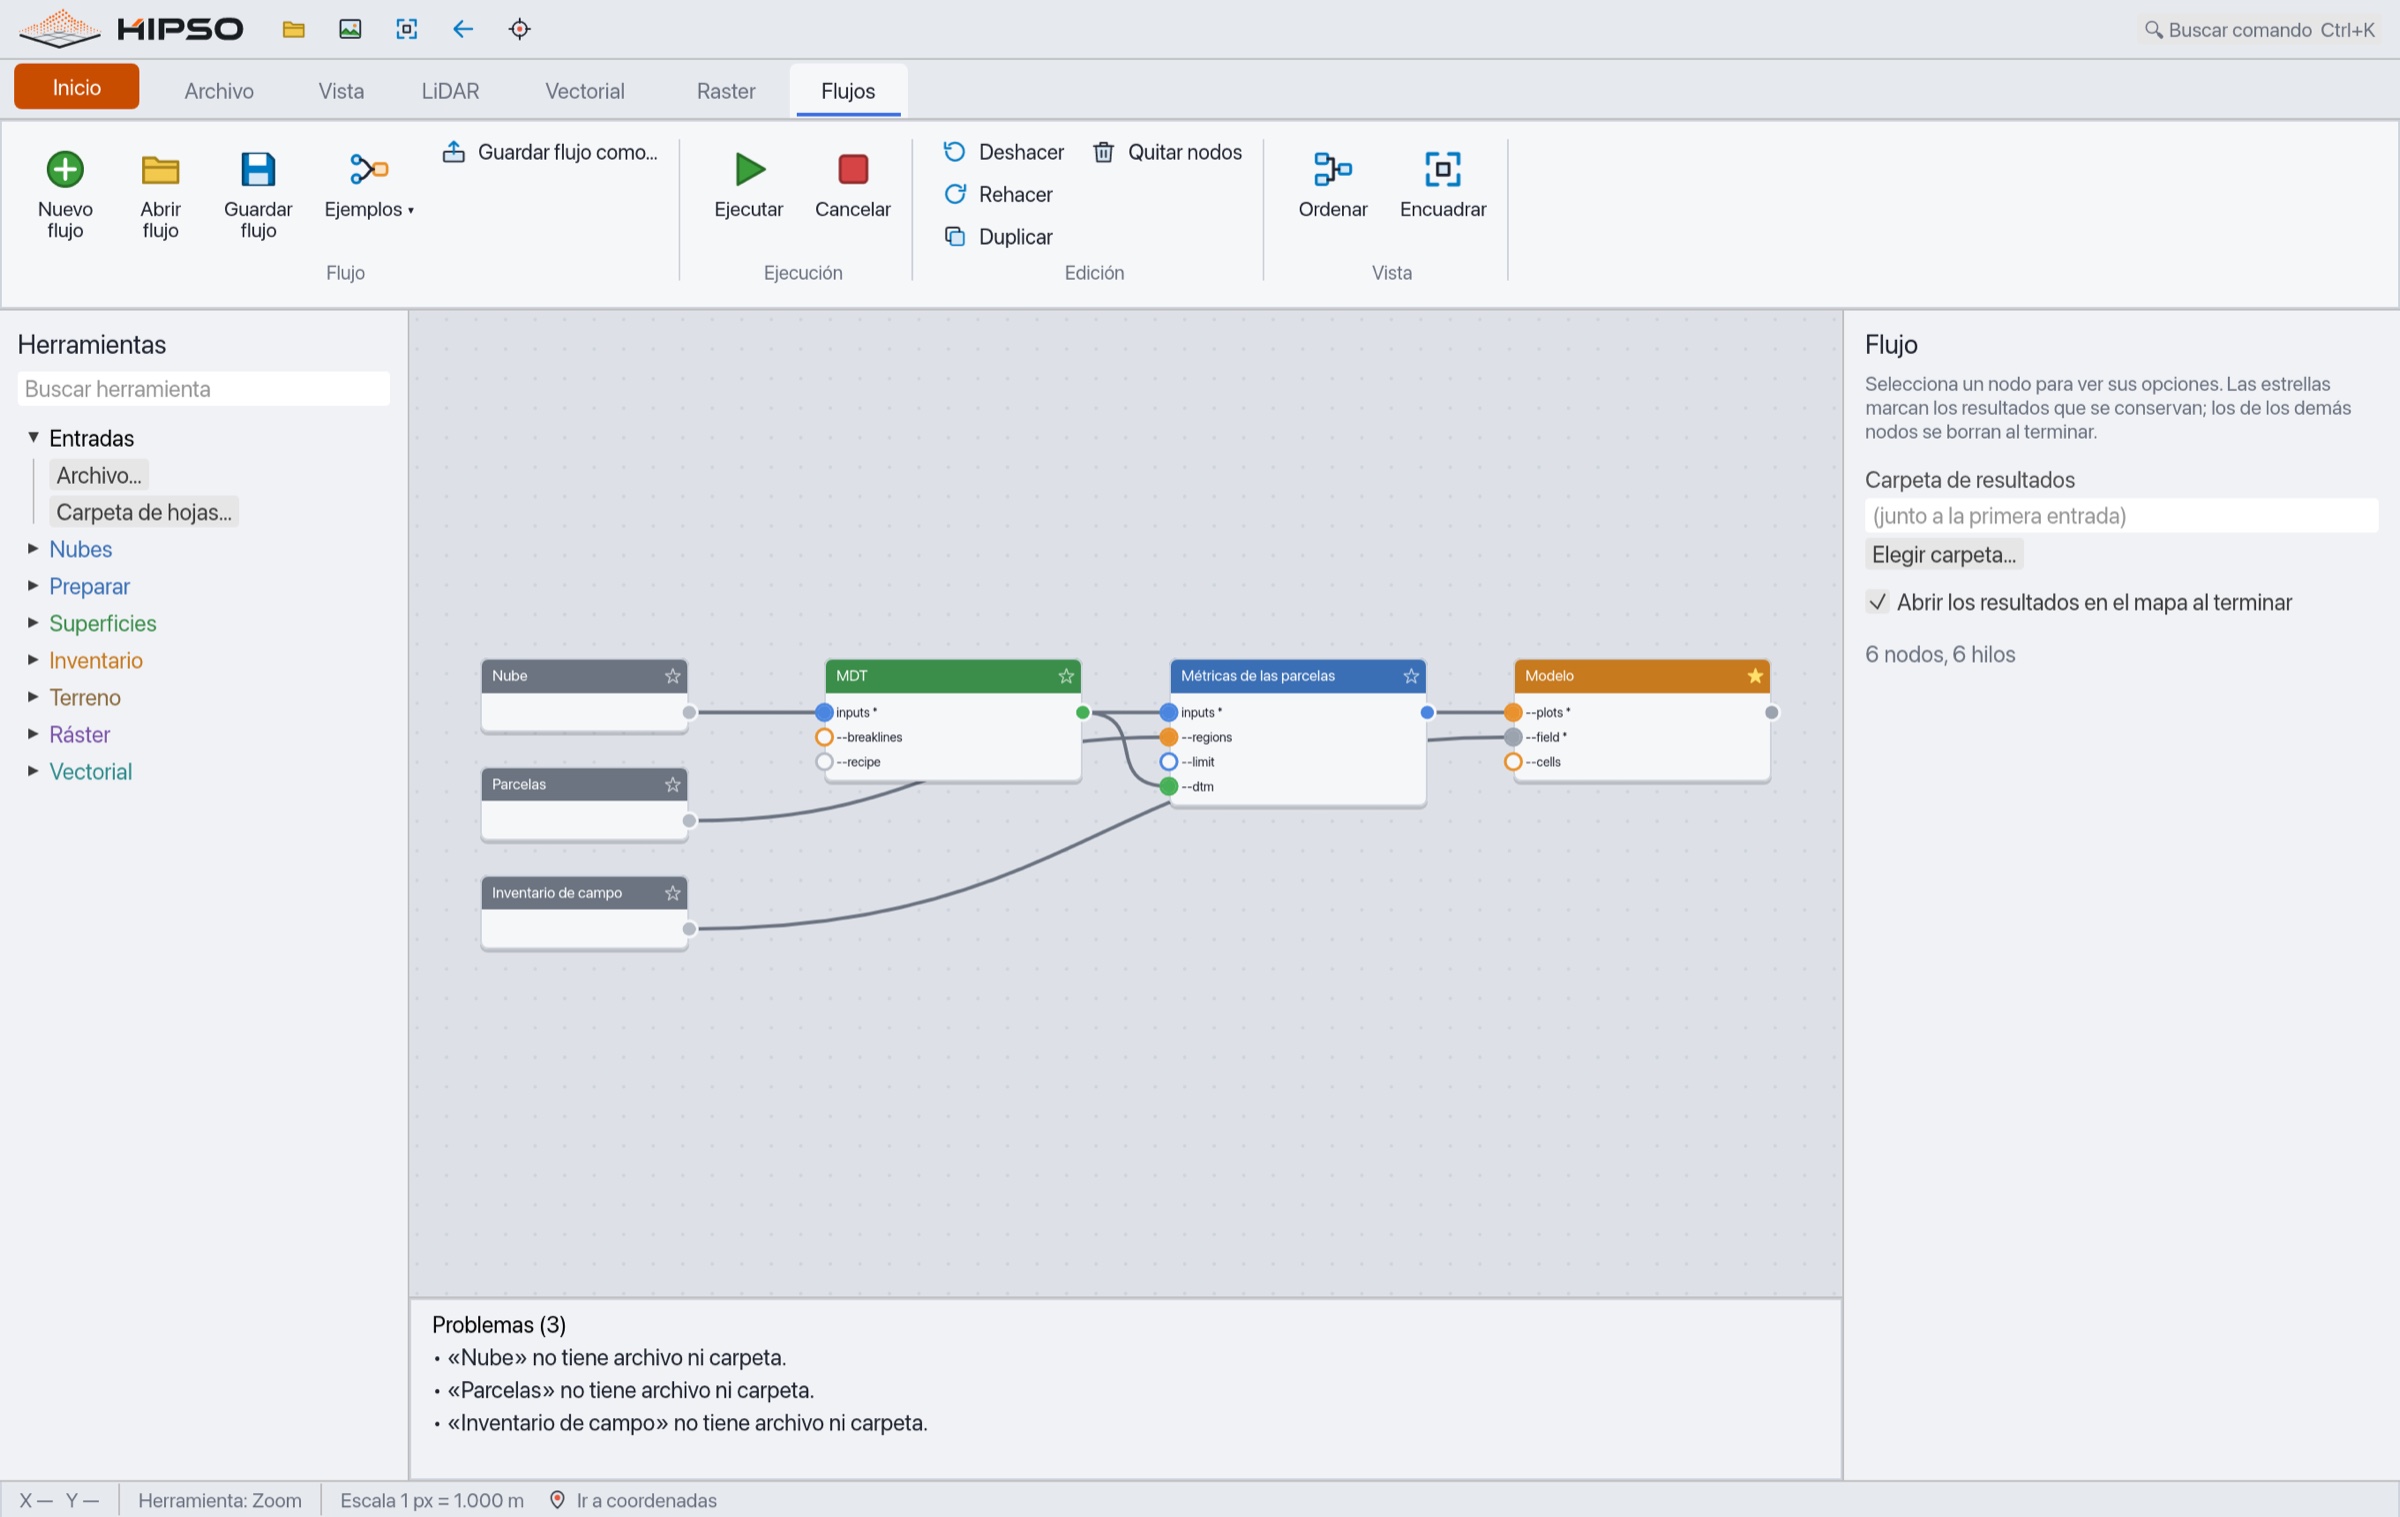 HIPSO
Buscar comando Ctrl+K
Inicio
Archivo
Vista
LiDAR
Vectorial
Raster
Flujos
Nuevo
flujo
Abrir
flujo
Guardar
flujo
Ejemplos ▾
Guardar flujo como...
Flujo
Ejecutar
Cancelar
Ejecución
Deshacer
Quitar nodos
Rehacer
Duplicar
Edición
Ordenar
Encuadrar
Vista
Herramientas
Buscar herramienta
Entradas
Archivo...
Carpeta de hojas...
Nubes
Preparar
Superficies
Inventario
Terreno
Ráster
Vectorial
Nube
Parcelas
Inventario de campo
MDT
inputs *
--breaklines
--recipe
Métricas de las parcelas
inputs *
--regions
--limit
--dtm
Modelo
--plots *
--field *
--cells
Problemas (3)
• «Nube» no tiene archivo ni carpeta.
• «Parcelas» no tiene archivo ni carpeta.
• «Inventario de campo» no tiene archivo ni carpeta.
Flujo
Selecciona un nodo para ver sus opciones. Las estrellas
marcan los resultados que se conservan; los de los demás
nodos se borran al terminar.
Carpeta de resultados
(junto a la primera entrada)
Elegir carpeta...
Abrir los resultados en el mapa al terminar
6 nodos, 6 hilos
X — Y —
Herramienta: Zoom
Escala 1 px = 1.000 m
Ir a coordenadas